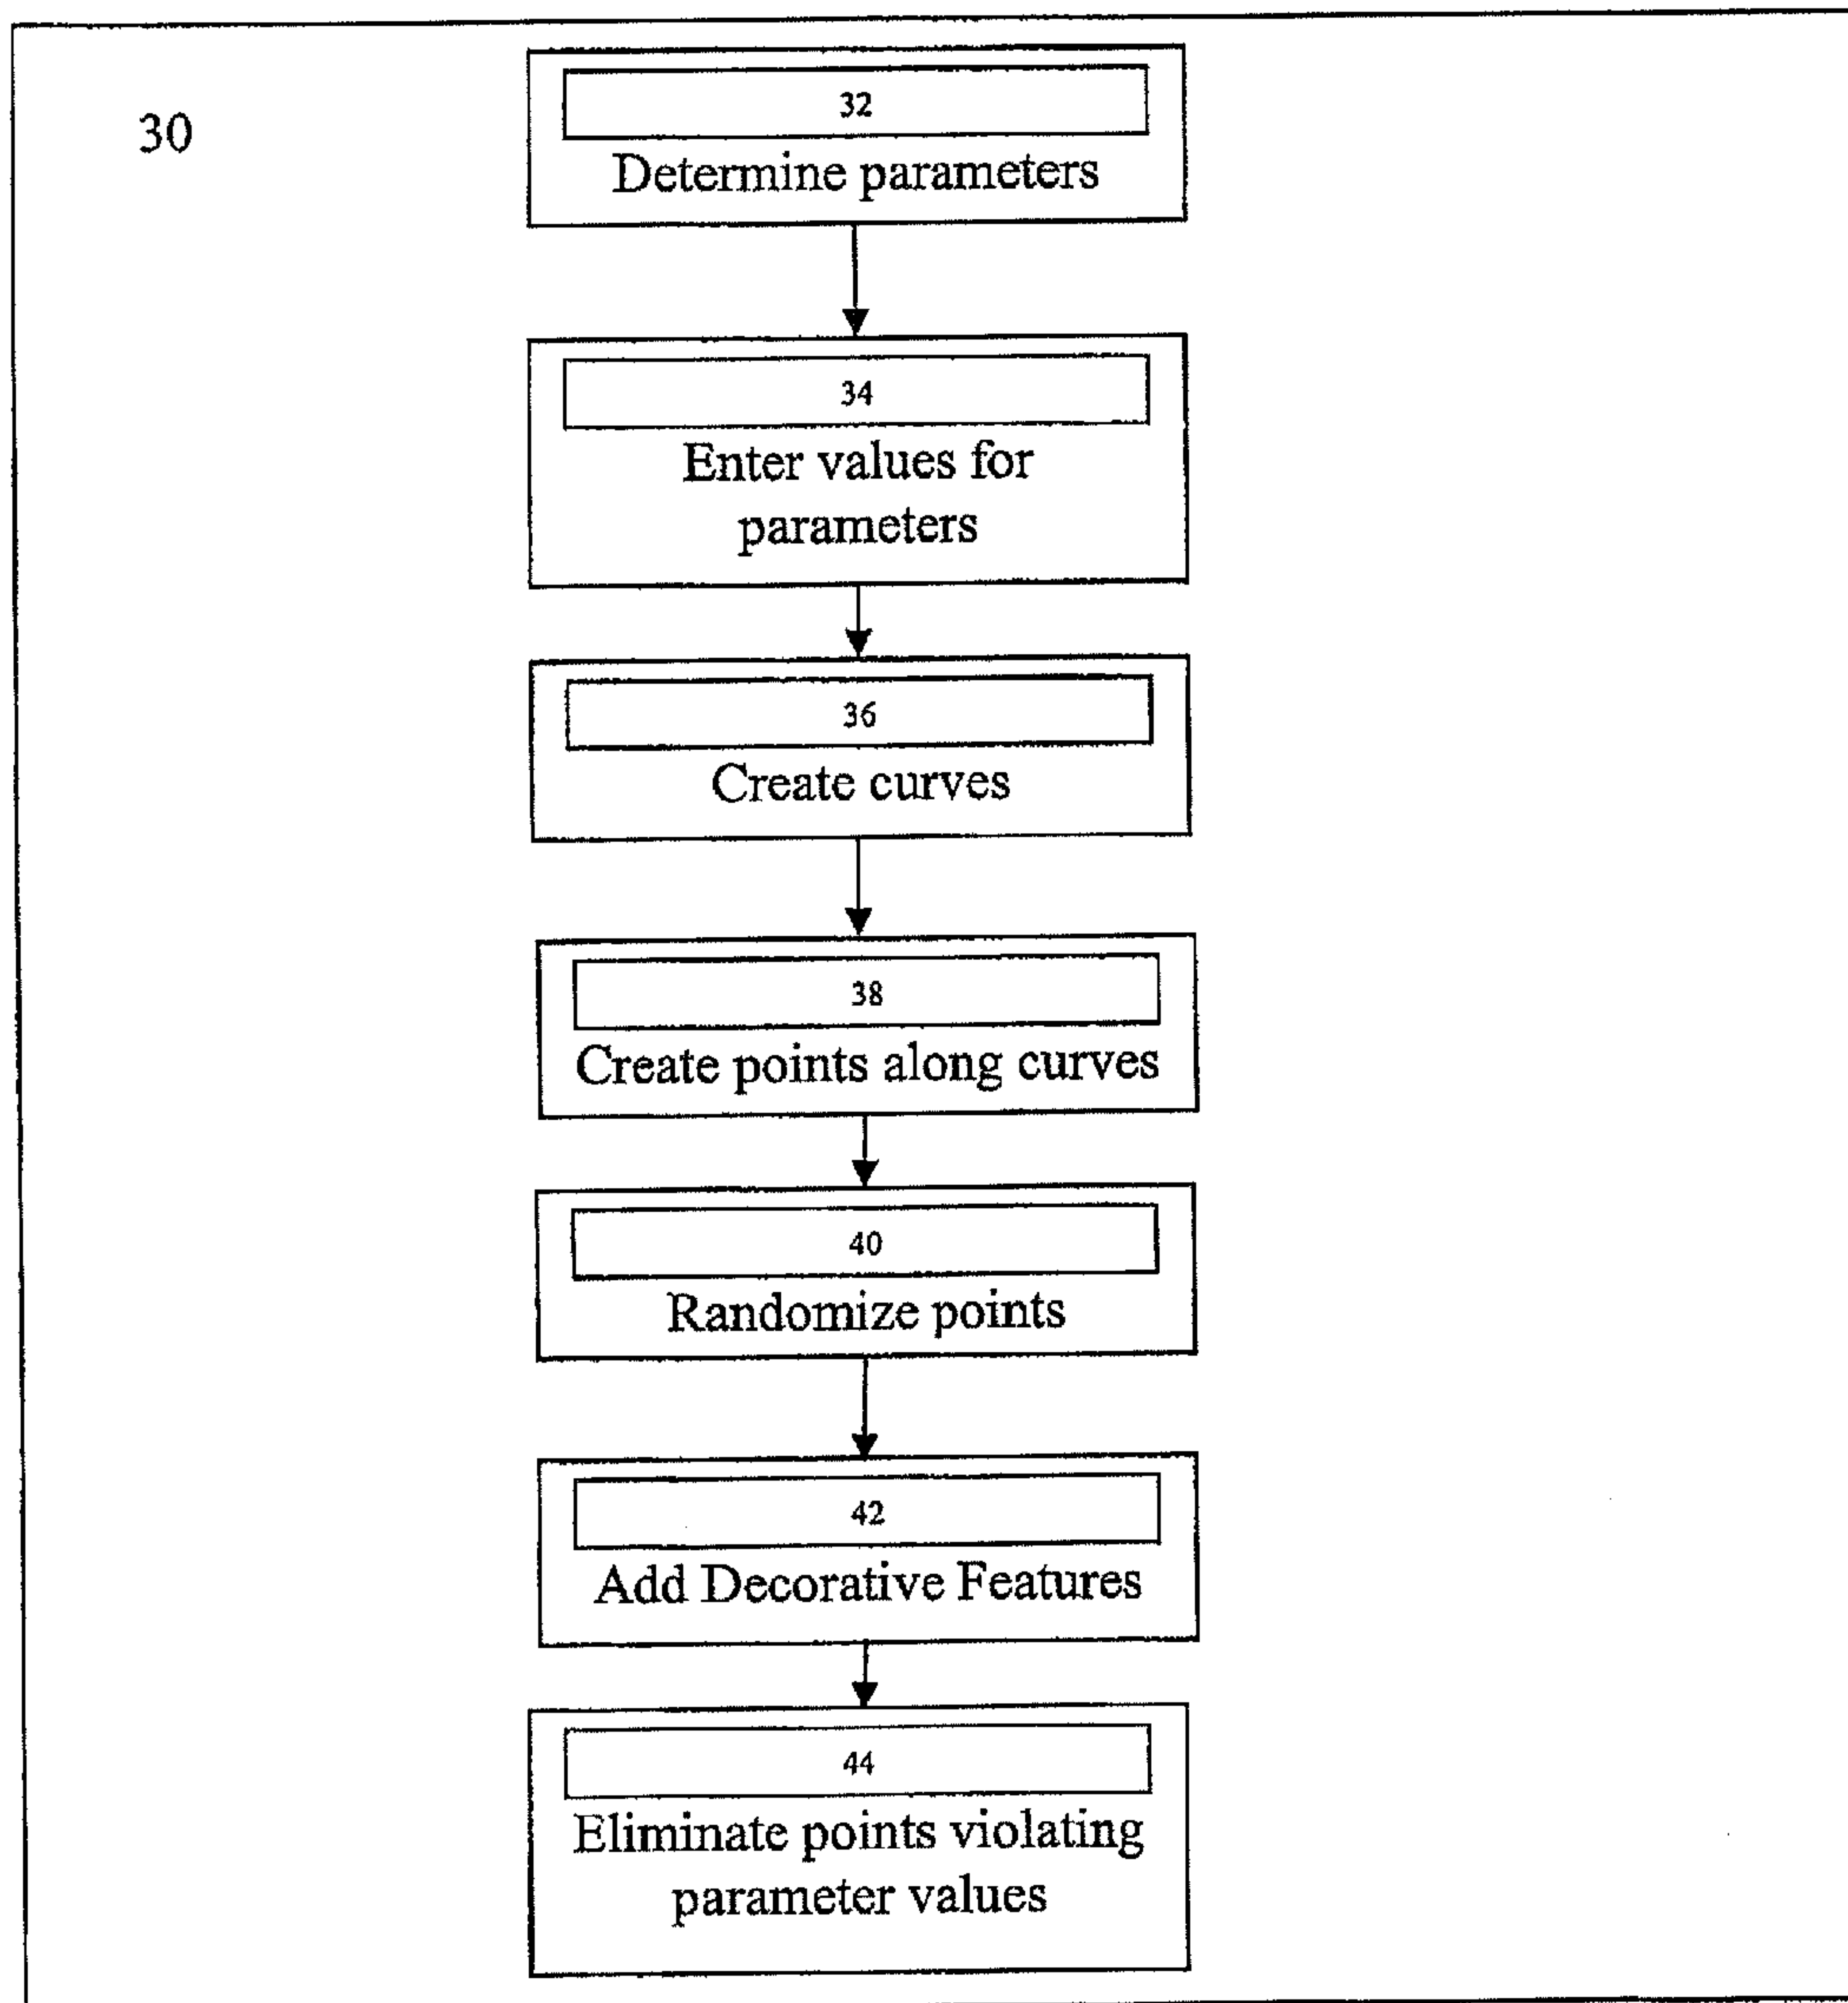 30
32
Determine parameters
34
Enter values for
parameters
36
Create curves
38
Create points along curves
40
Randomize points
42
Add Decorative Features
44
Eliminate points violating
parameter values